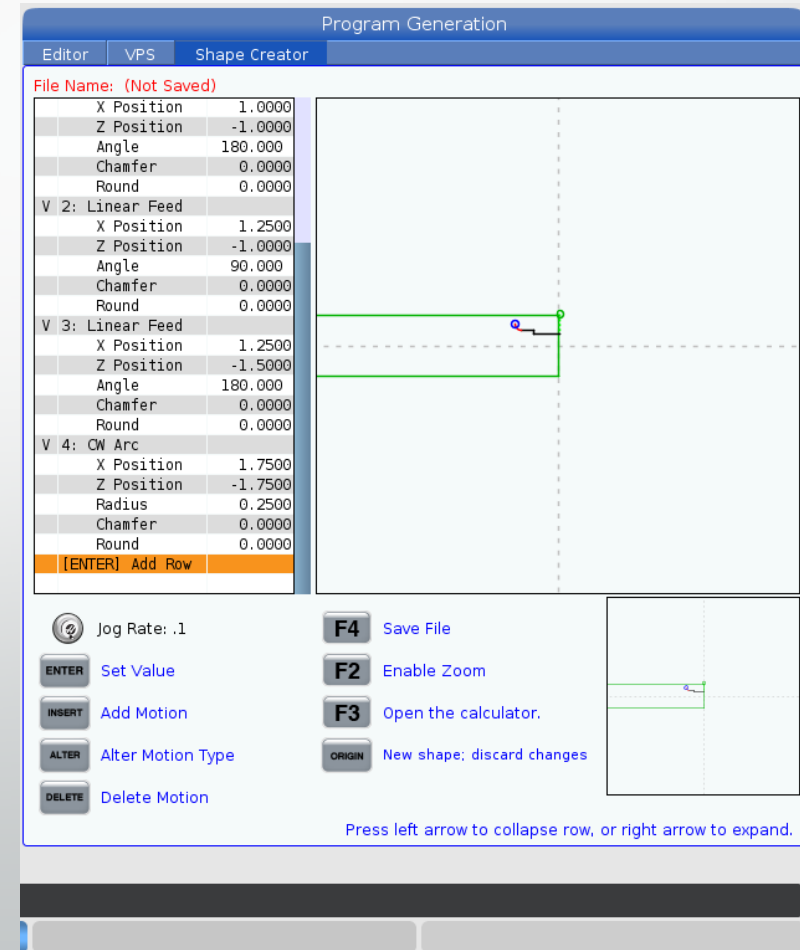 Program Generation
Editor VPS Shape Creator
File Name: (Not Saved)
X Position 1.0000
Z Position -1.0000
Angle 180.000
Chamfer 0.0000
Round 0.0000
V 2: Linear Feed
X Position 1.2500
Z Position -1.0000
Angle 90.000
Chamfer 0.0000
Round 0.0000
V 3: Linear Feed
X Position 1.2500
Z Position -1.5000
Angle 180.000
Chamfer 0.0000
Round 0.0000
V 4: CW Arc
X Position 1.7500
Z Position -1.7500
Radius 0.2500
Chamfer 0.0000
Round 0.0000
[ENTER] Add Row
Jog Rate: .1
ENTER Set Value
INSERT Add Motion
ALTER Alter Motion Type
DELETE Delete Motion
F4 Save File
F2 Enable Zoom
F3 Open the calculator.
ORIGIN New shape; discard changes
Press left arrow to collapse row, or right arrow to expand.